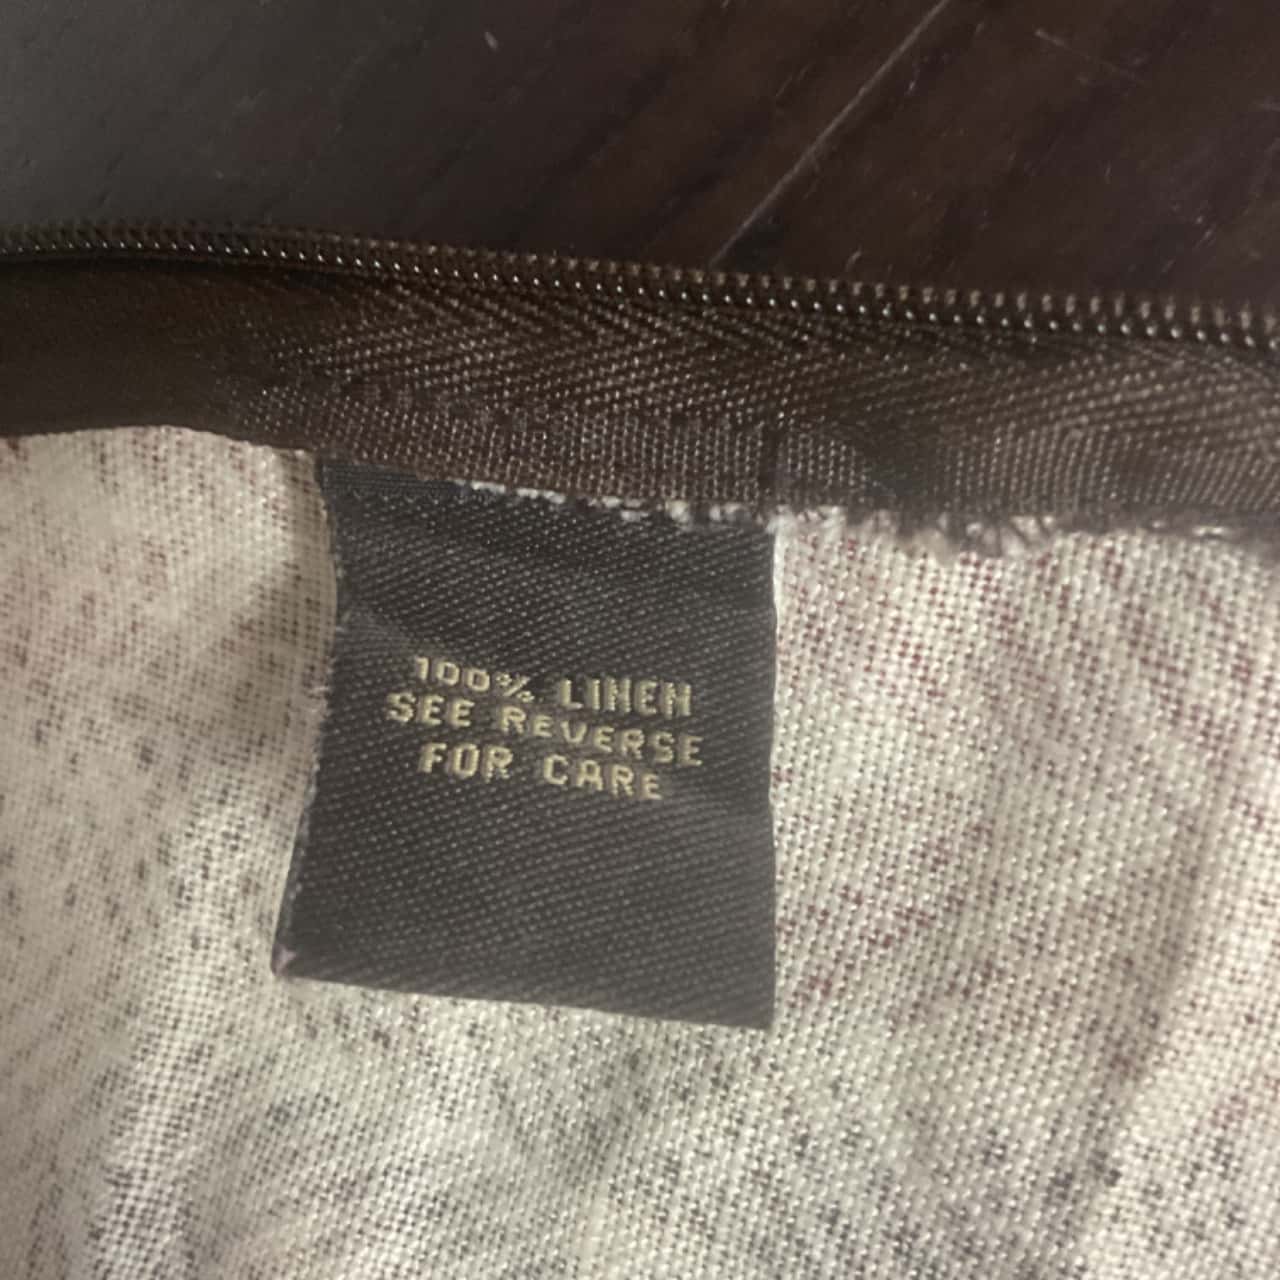 100% LINEN
SEE REVERSE
FOR CARE